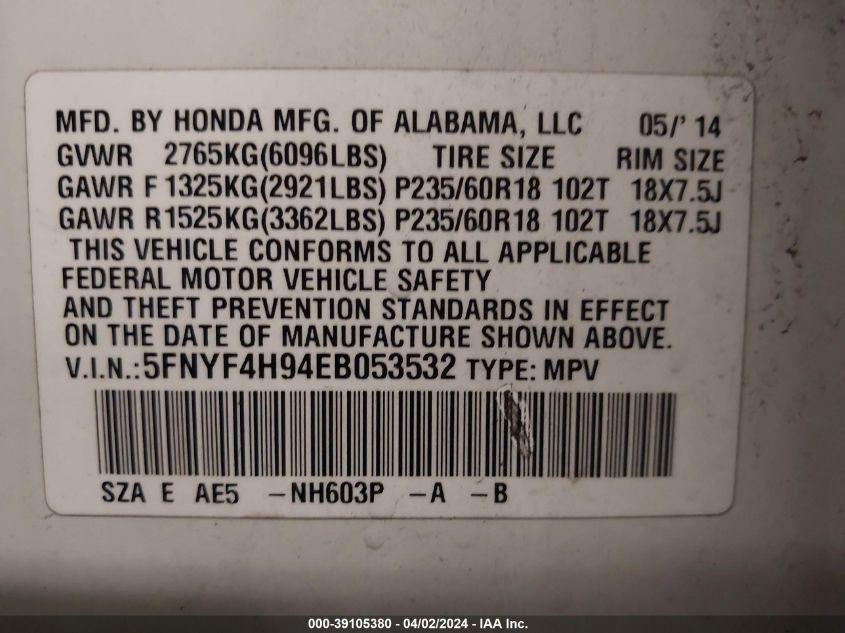 MFD. BY HONDA MFG. OF ALABAMA, LLC 05/' 14
GVWR 2765KG(6096LBS) TIRE SIZE RIM SIZE
GAWR F 1325KG(2921LBS) P235/60R18 102T 18X7.5J
GAWR R1525KG(3362LBS) P235/60R18 102T 18X7.5J
THIS VEHICLE CONFORMS TO ALL APPLICABLE
FEDERAL MOTOR VEHICLE SAFETY
AND THEFT PREVENTION STANDARDS IN EFFECT
ON THE DATE OF MANUFACTURE SHOWN ABOVE.
V.I.N.:5FNYF4H94EB053532 TYPE: MPV
SZA E AE5 -NH603P -A -B
000-39105380 - 04/02/2024 - IAA Inc.